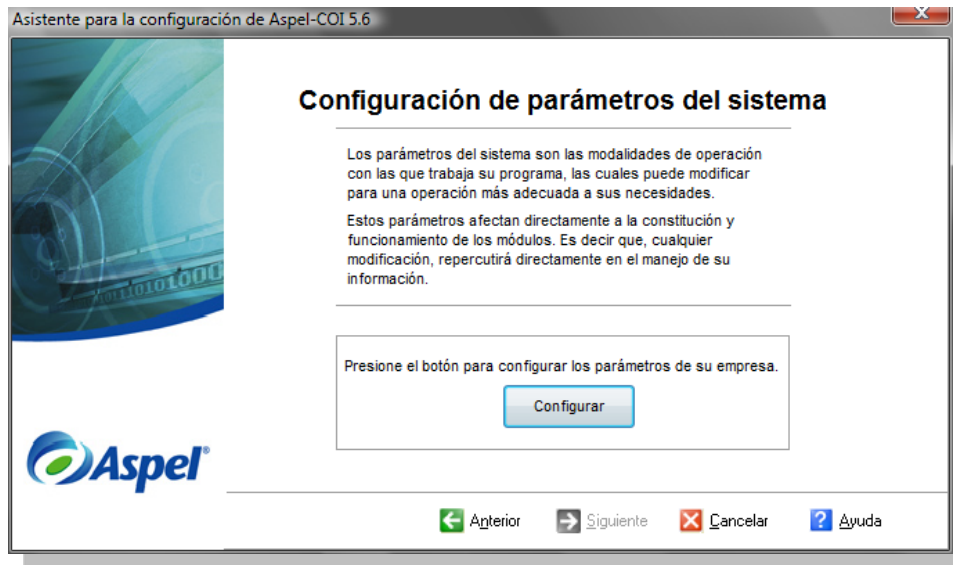 Asistente para la configuración de Aspel-COI 5.6
Configuración de parámetros del sistema
Los parámetros del sistema son las modalidades de operación
con las que trabaja su programa, las cuales puede modificar
para una operación más adecuada a sus necesidades.
Estos parámetros afectan directamente a la constitución y
funcionamiento de los módulos. Es decir que, cualquier
modificación, repercutirá directamente en el manejo de su
información.
Presione el botón para configurar los parámetros de su empresa.
Configurar
Aspel®
Anterior Siguiente Cancelar ? Ayuda